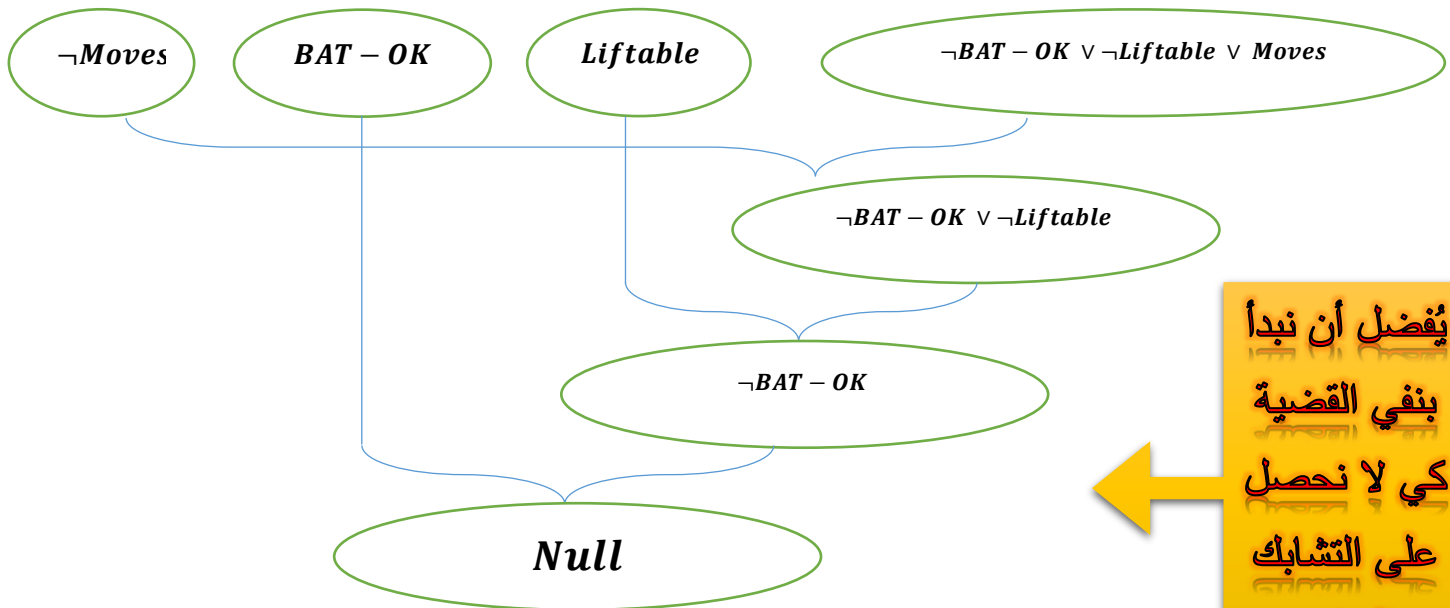 ¬Moves
BAT − OK
Liftable
¬BAT − OK ∨ ¬Liftable ∨ Moves
¬BAT − OK ∨ ¬Liftable
¬BAT − OK
Null
يُفضل أن نبدأ
بنفي القضية
كي لا نحصل
على التشابك